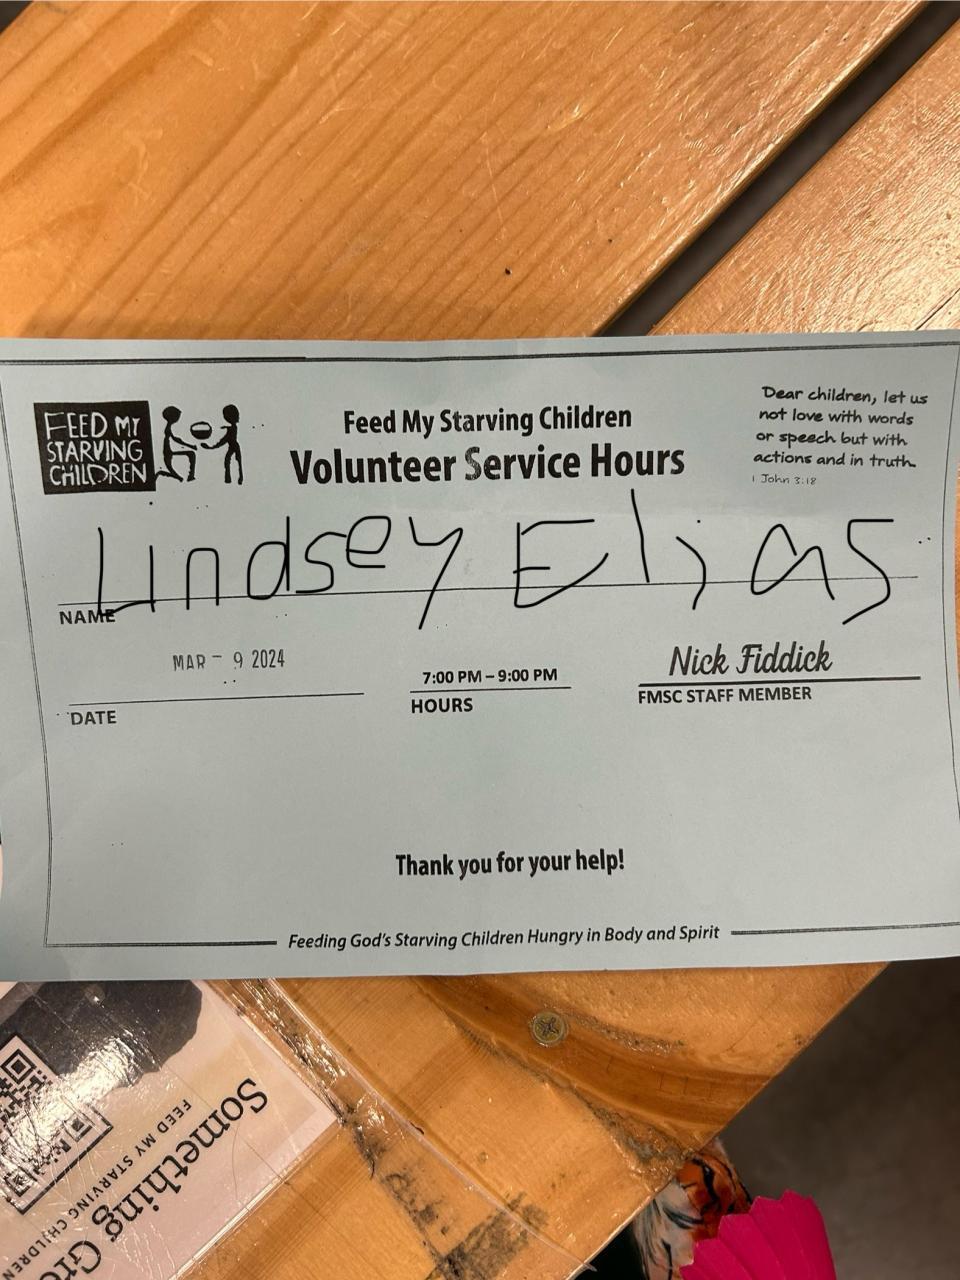 FEED MY
STARVING
CHILDREN
Feed My Starving Children
Volunteer Service Hours
Dear children, let us
not love with words
or speech but with
actions and in truth.
1 John 3:18
Lindsey Elias
NAME
MAR - 9 2024
DATE
7:00 PM – 9:00 PM
HOURS
Nick Fiddick
FMSC STAFF MEMBER
Thank you for your help!
Feeding God's Starving Children Hungry in Body and Spirit
Something
FEED MY STARVING CHILDREN